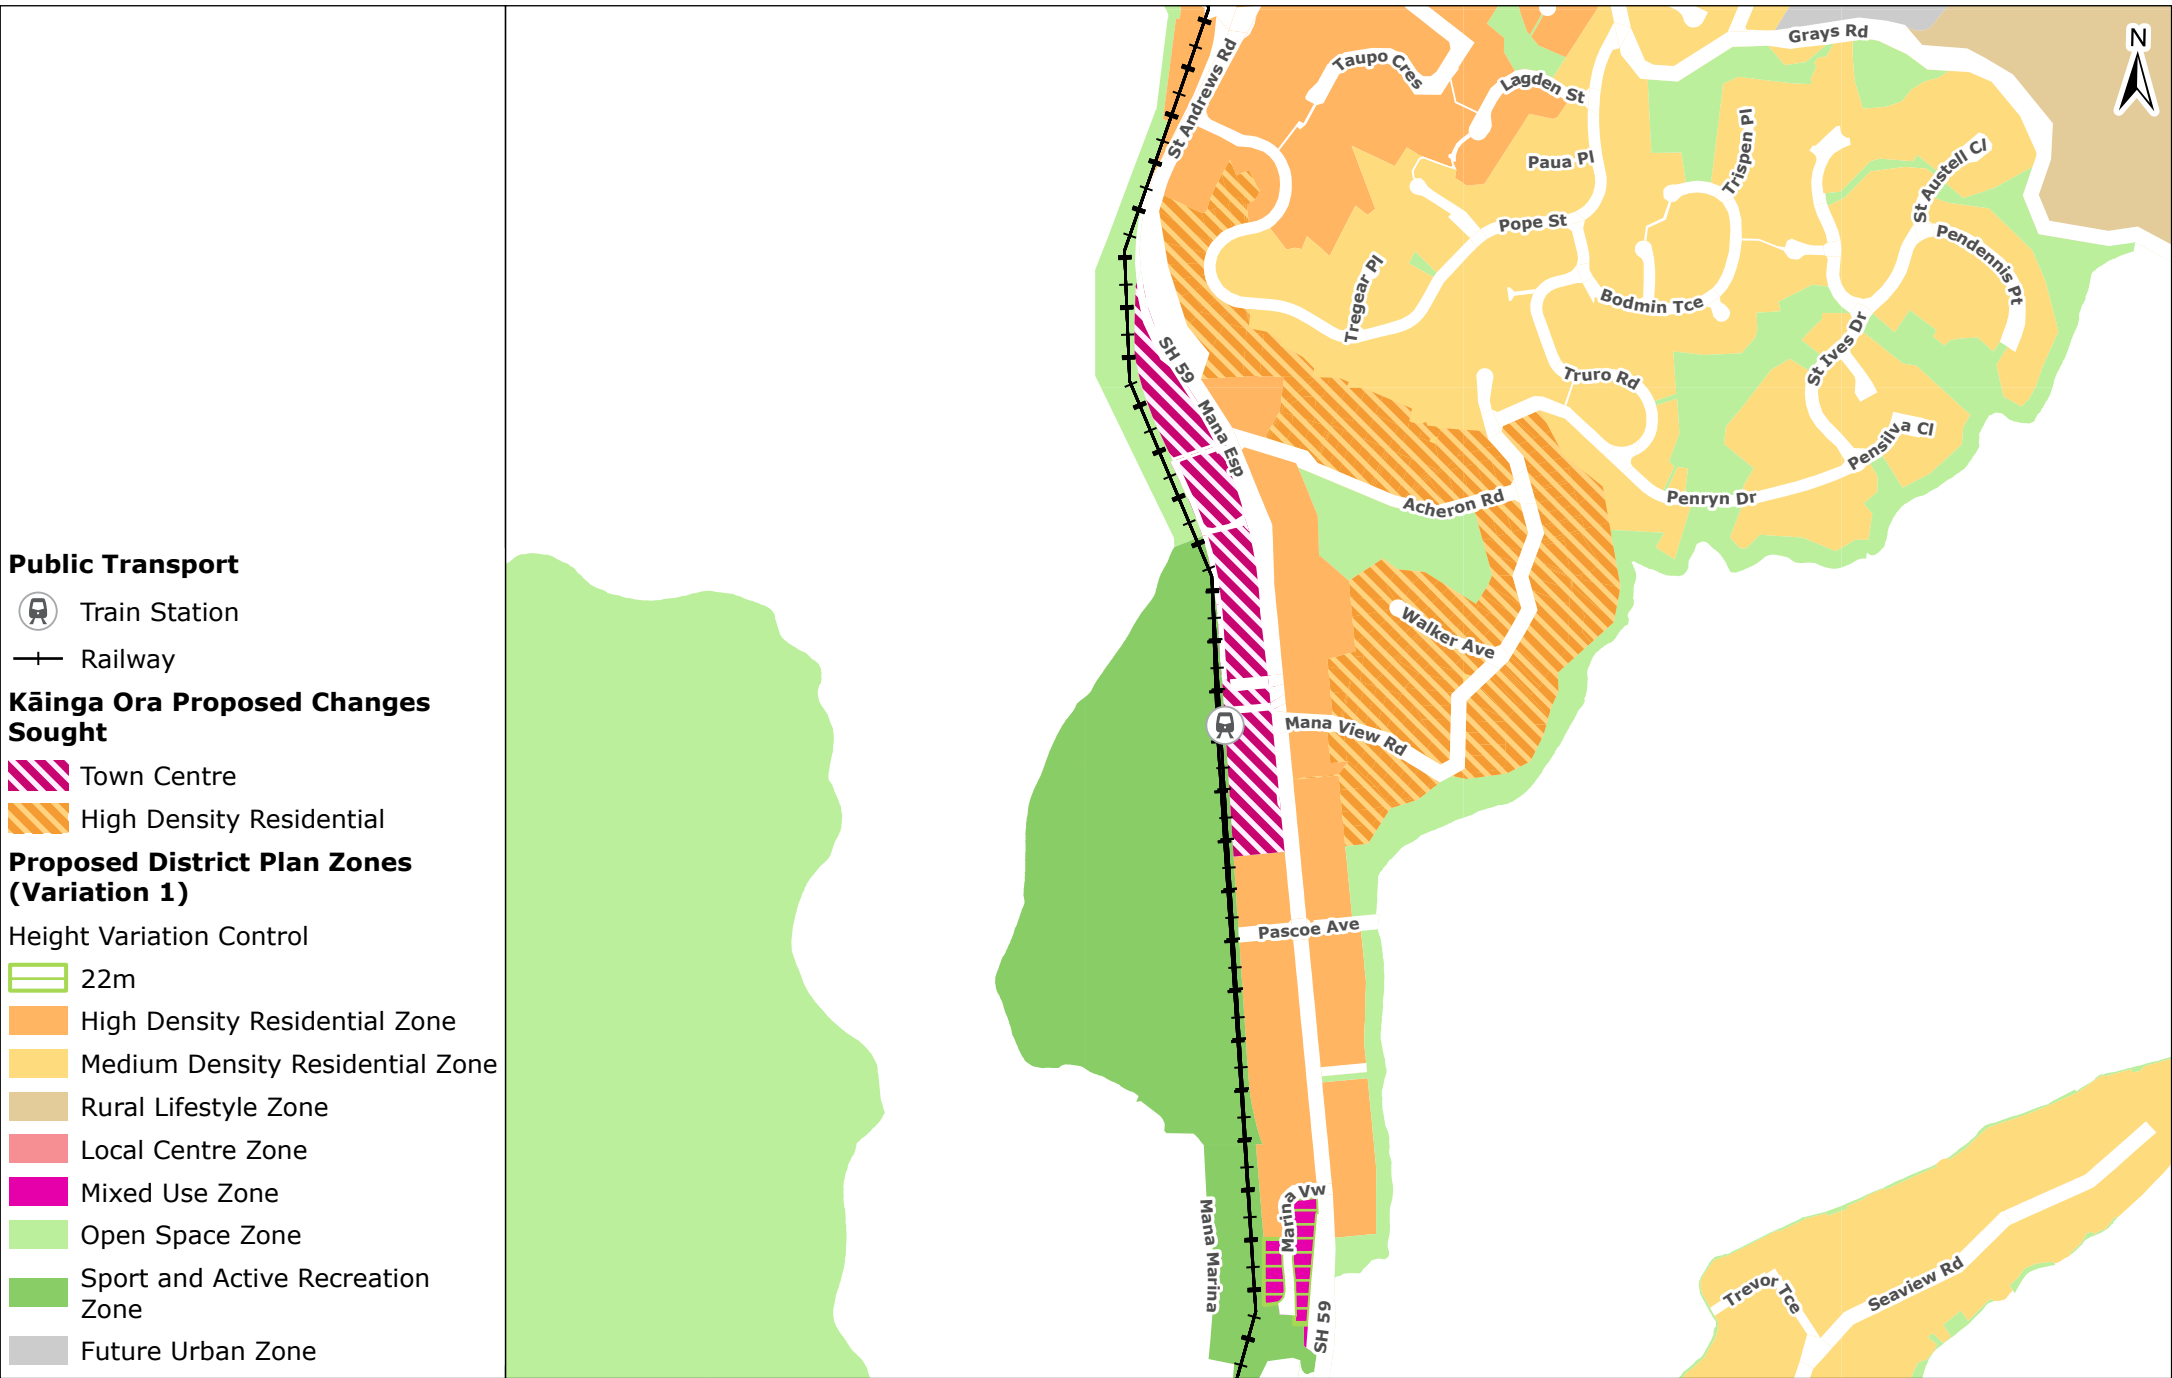 Public Transport
Train Station
Railway
Kāinga Ora Proposed Changes
Sought
Town Centre
High Density Residential
Proposed District Plan Zones
(Variation 1)
Height Variation Control
22m
High Density Residential Zone
Medium Density Residential Zone
Rural Lifestyle Zone
Local Centre Zone
Mixed Use Zone
Open Space Zone
Sport and Active Recreation
Zone
Future Urban Zone
N
Grays Rd
St Andrews Rd
Taupo Cres
Lagden St
Paua Pl
Trispen Pl
St Austell Cl
Pope St
Pendennis Pt
Tregear Pl
Bodmin Tce
St Ives Dr
SH 59
Truro Rd
Mana Esp
Pensilva Cl
Acheron Rd
Penryn Dr
Walker Ave
Mana View Rd
Pascoe Ave
Marina Vw
Mana Marina
SH 59
Trevor Tce
Seaview Rd